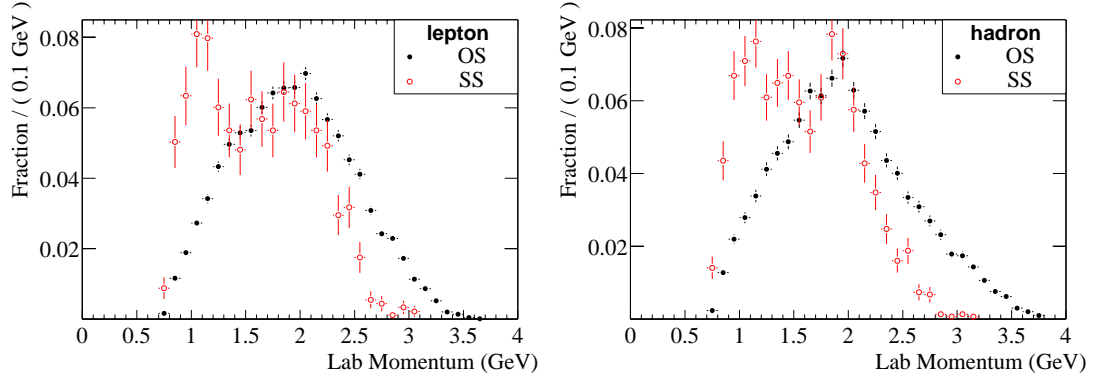 Fraction / ( 0.1 GeV )
0.08
0.06
0.04
0.02
lepton
OS
SS
0 0.5 1 1.5 2 2.5 3 3.5 4
Lab Momentum (GeV)
Fraction / ( 0.1 GeV )
0.08
0.06
0.04
0.02
hadron
OS
SS
0 0.5 1 1.5 2 2.5 3 3.5 4
Lab Momentum (GeV)